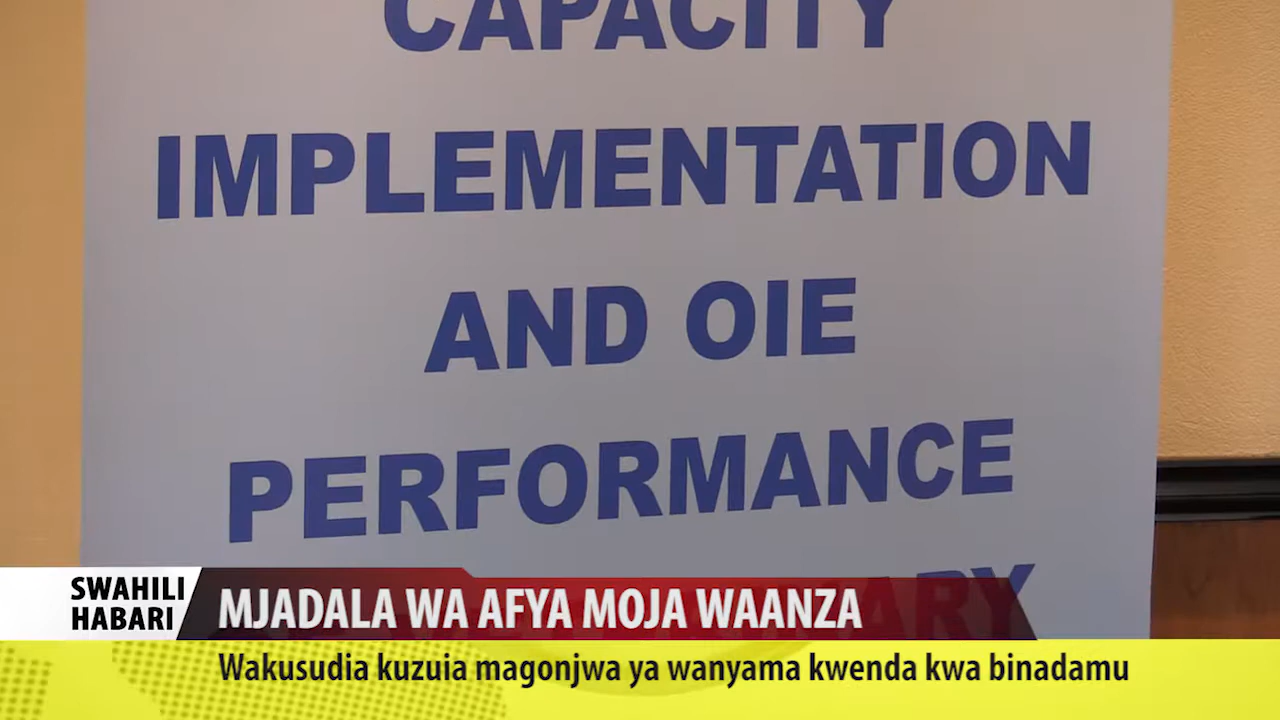 CAPACITY
IMPLEMENTATION
AND OIE
PERFORMANCE
SWAHILI
HABARI
MJADALA WA AFYA MOJA WAANZA
Wakusudia kuzuia magonjwa ya wanyama kwenda kwa binadamu